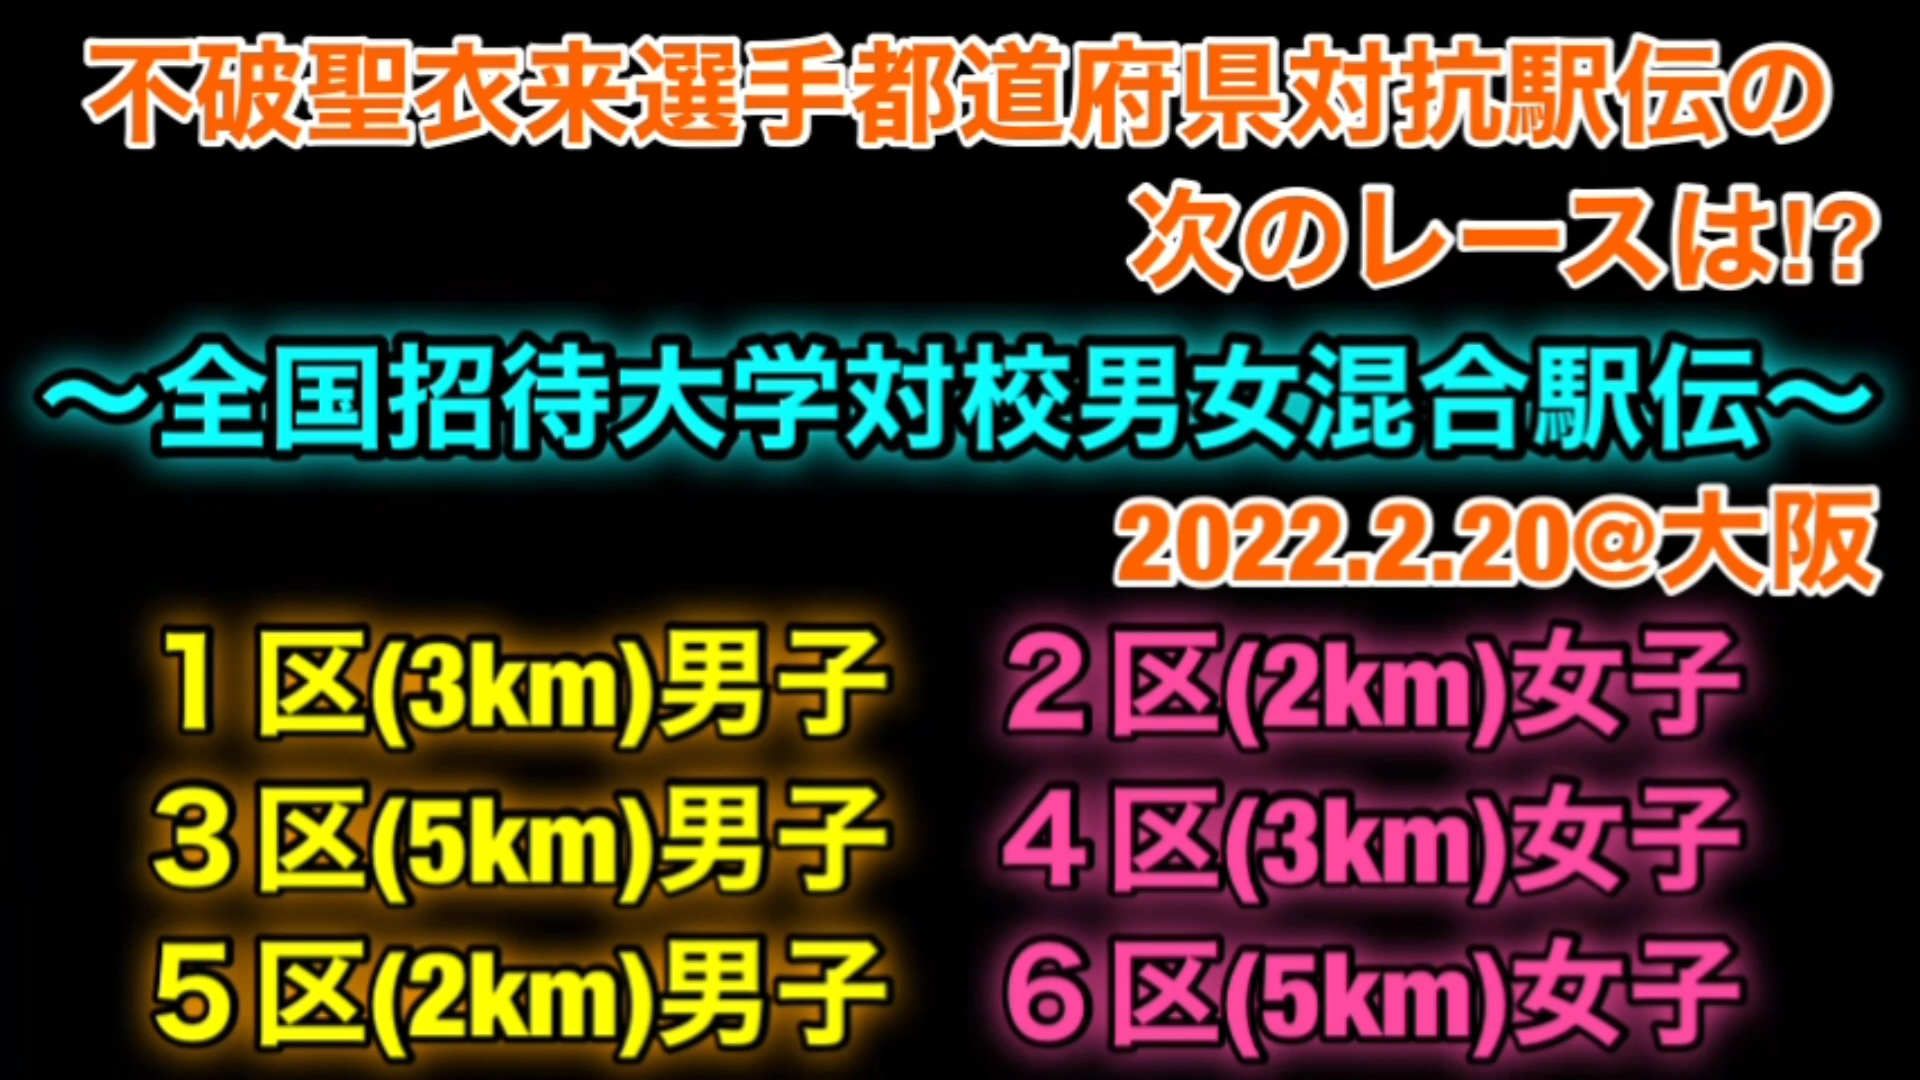 不破聖衣来選手都道府県対抗駅伝の
次のレースは!?
〜全国招待大学対校男女混合駅伝〜
2022.2.20@大阪
１区(3km)男子 ２区(2km)女子
３区(5km)男子 ４区(3km)女子
５区(2km)男子 ６区(5km)女子